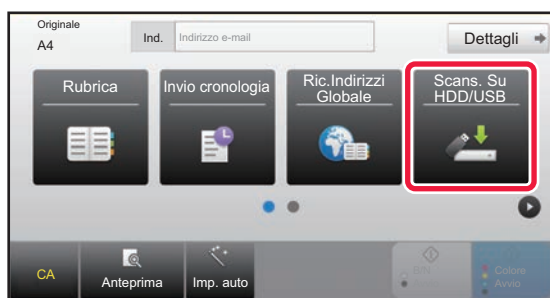 Originale
A4
Ind.
Indirizzo e-mail
Dettagli
Rubrica
Invio cronologia
Ric.Indirizzi
Globale
Scans. Su
HDD/USB
CA
Anteprima
Imp. auto
B/N
Avvio
Colore
Avvio